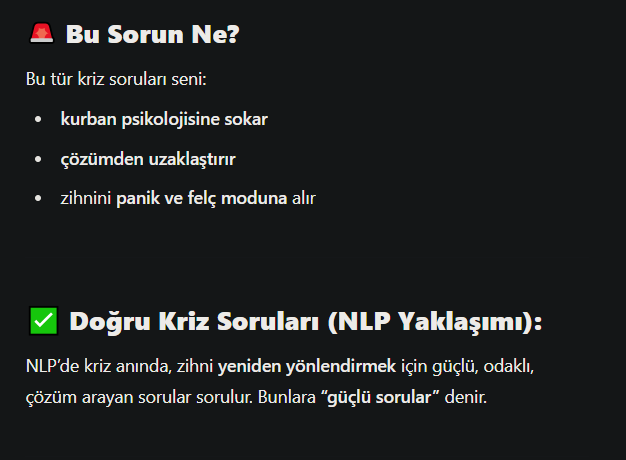 🚨 Bu Sorun Ne?
Bu tür kriz soruları seni:
• kurban psikolojisine sokar
• çözümden uzaklaştırır
• zihnini panik ve felç moduna alır
✅ Doğru Kriz Soruları (NLP Yaklaşımı):
NLP’de kriz anında, zihni yeniden yönlendirmek için güçlü, odaklı,
çözüm arayan sorular sorulur. Bunlara “güçlü sorular” denir.